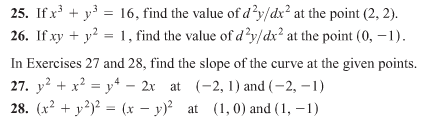 25. If x³ + y³ = 16, find the value of d²y/dx² at the point (2, 2).
26. If xy + y² = 1, find the value of d²y/dx² at the point (0, −1).
In Exercises 27 and 28, find the slope of the curve at the given points.
27. y² + x² = y⁴ − 2x at (−2, 1) and (−2, −1)
28. (x² + y²)² = (x − y)² at (1, 0) and (1, −1)